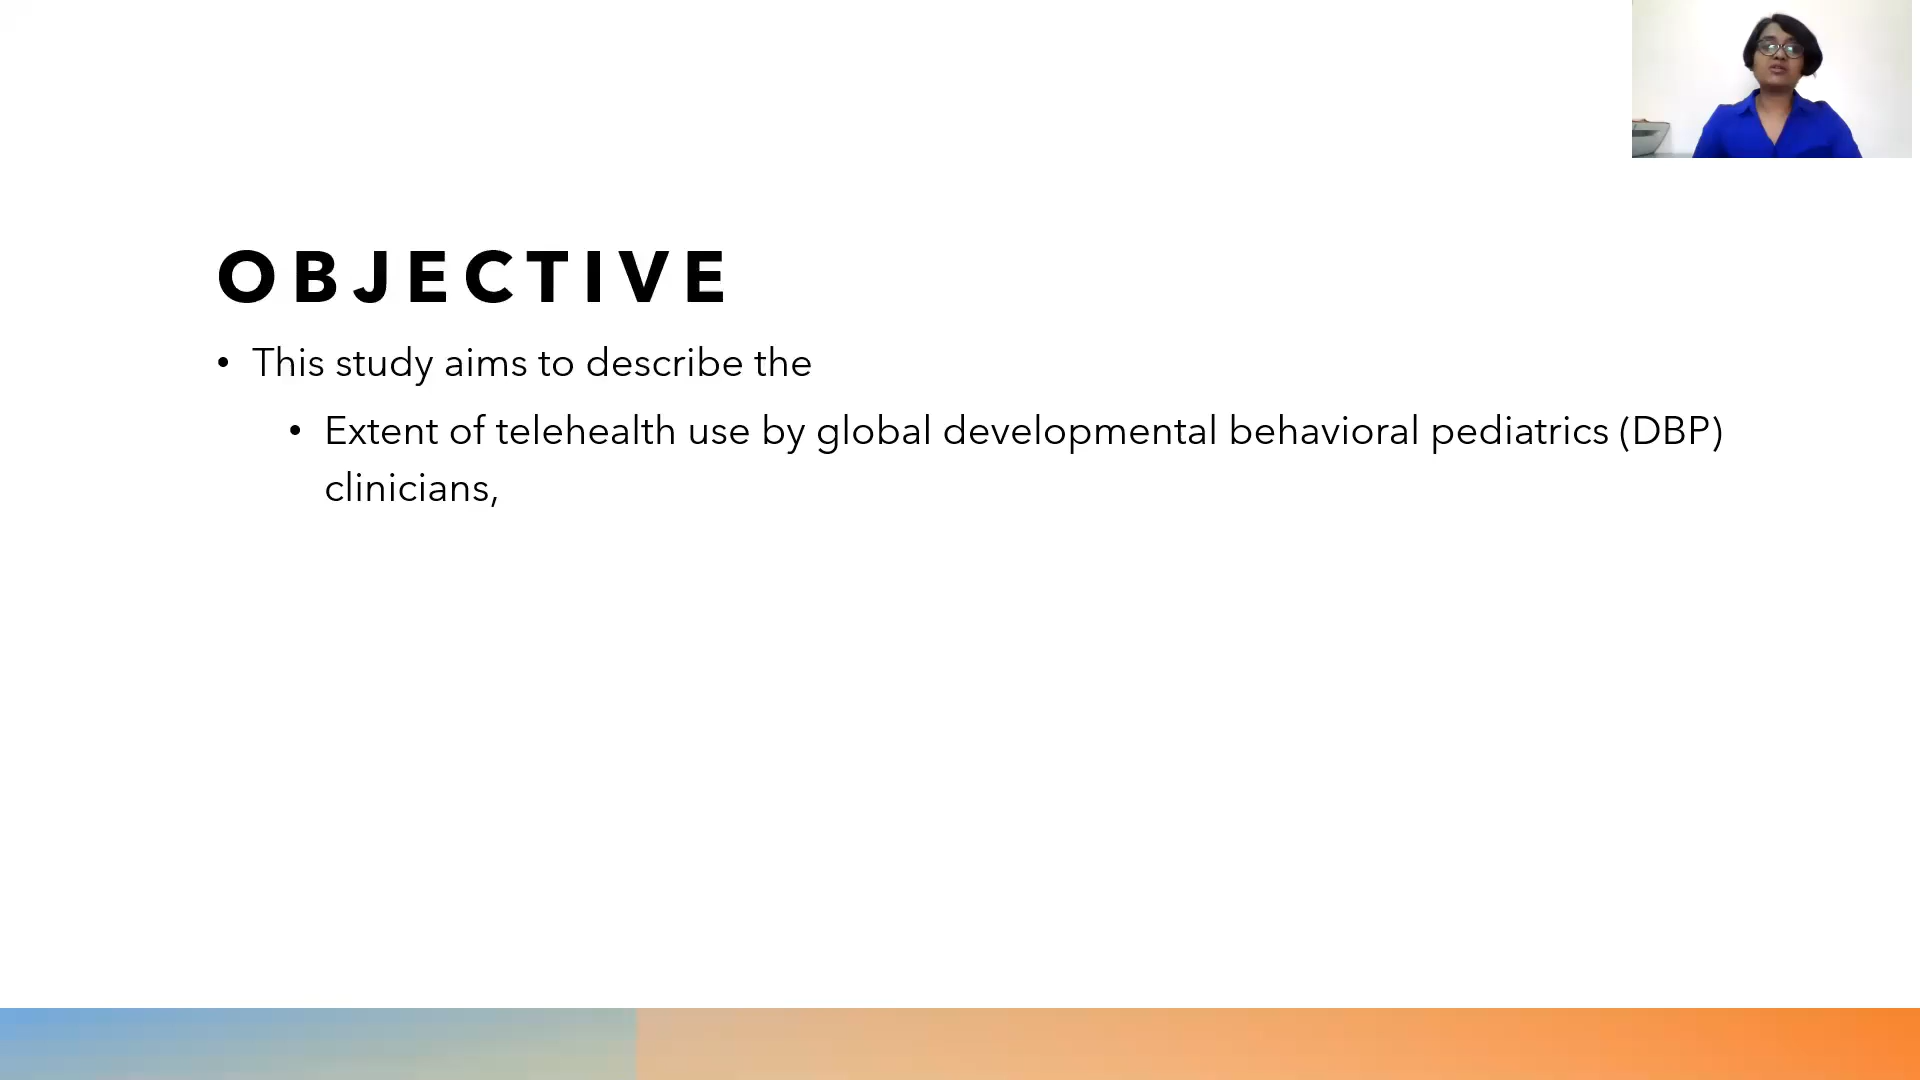 OBJECTIVE
• This study aims to describe the
• Extent of telehealth use by global developmental behavioral pediatrics (DBP)
clinicians,